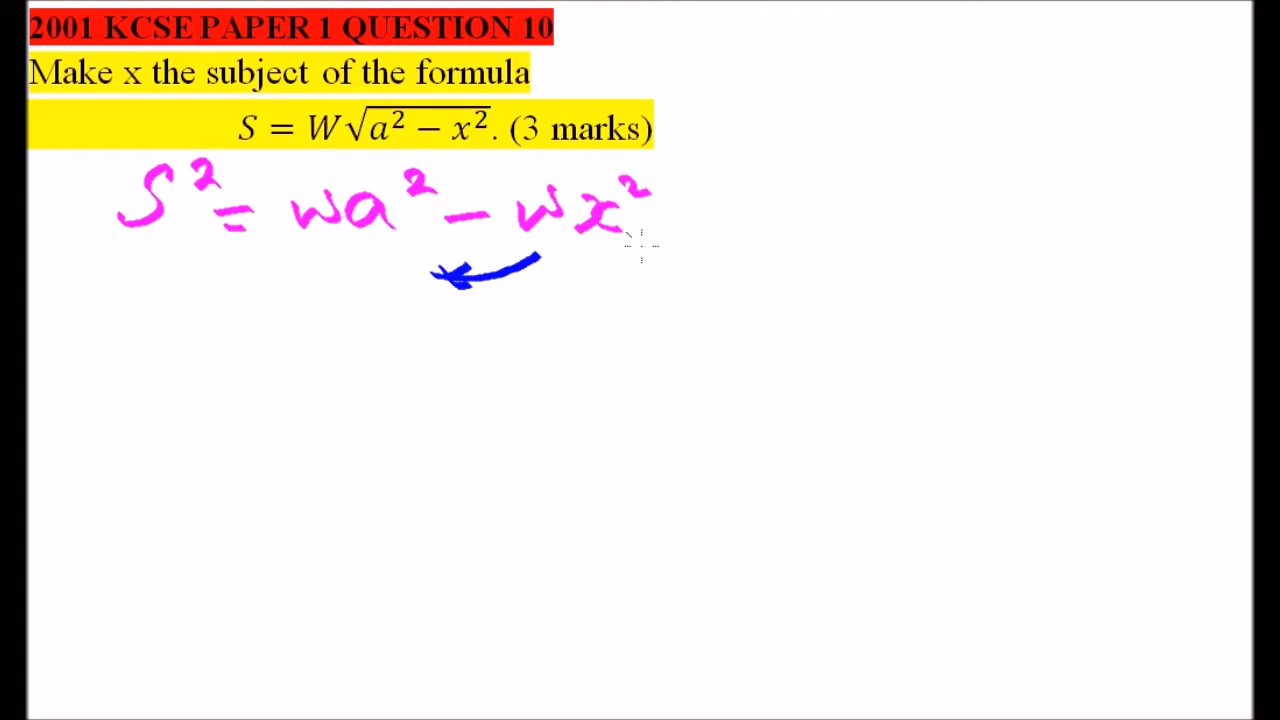 2001 KCSE PAPER 1 QUESTION 10
Make x the subject of the formula
S = W√(a² − x²). (3 marks)
S² = wa² − wx²